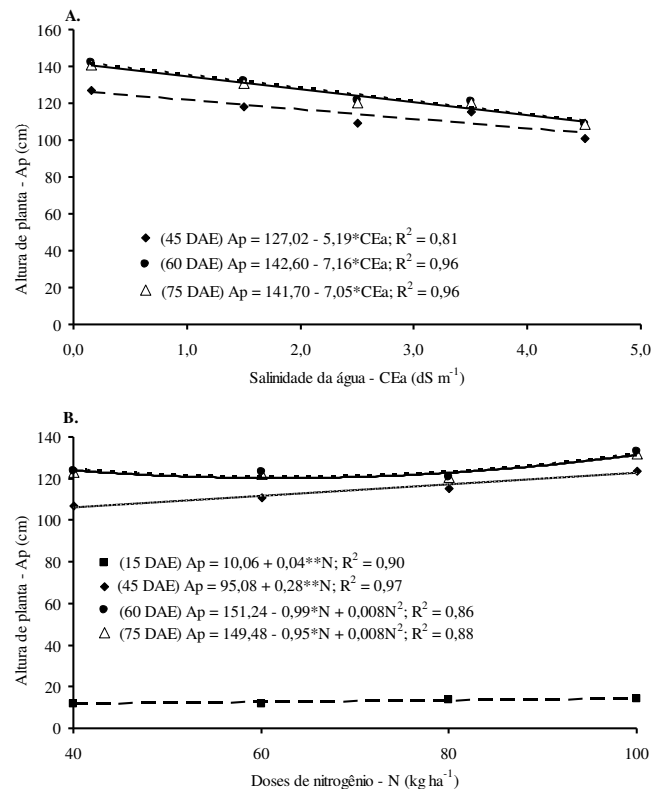 A.
160
140
120
100
80
60
40
20
0
Altura de planta - Ap (cm)
(45 DAE) Ap = 127,02 - 5,19*CEa; R² = 0,81
(60 DAE) Ap = 142,60 - 7,16*CEa; R² = 0,96
(75 DAE) Ap = 141,70 - 7,05*CEa; R² = 0,96
0,0 1,0 2,0 3,0 4,0 5,0
Salinidade da água - CEa (dS m⁻¹)
B.
140
120
100
80
60
40
20
0
Altura de planta - Ap (cm)
(15 DAE) Ap = 10,06 + 0,04**N; R² = 0,90
(45 DAE) Ap = 95,08 + 0,28**N; R² = 0,97
(60 DAE) Ap = 151,24 - 0,99*N + 0,008N²; R² = 0,86
(75 DAE) Ap = 149,48 - 0,95*N + 0,008N²; R² = 0,88
40 60 80 100
Doses de nitrogênio - N (kg ha⁻¹)